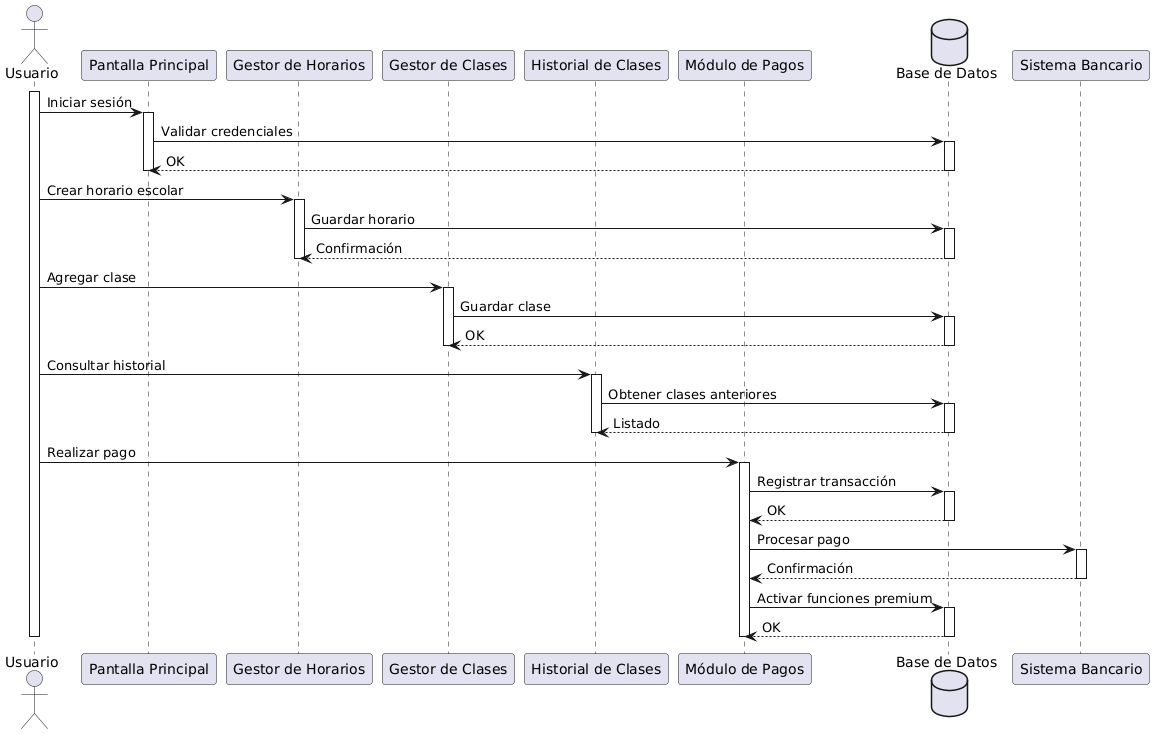 Usuario
Pantalla Principal
Gestor de Horarios
Gestor de Clases
Historial de Clases
Módulo de Pagos
Base de Datos
Sistema Bancario
Iniciar sesión
Validar credenciales
OK
Crear horario escolar
Guardar horario
Confirmación
Agregar clase
Guardar clase
OK
Consultar historial
Obtener clases anteriores
Listado
Realizar pago
Registrar transacción
OK
Procesar pago
Confirmación
Activar funciones premium
OK
Usuario
Pantalla Principal
Gestor de Horarios
Gestor de Clases
Historial de Clases
Módulo de Pagos
Base de Datos
Sistema Bancario